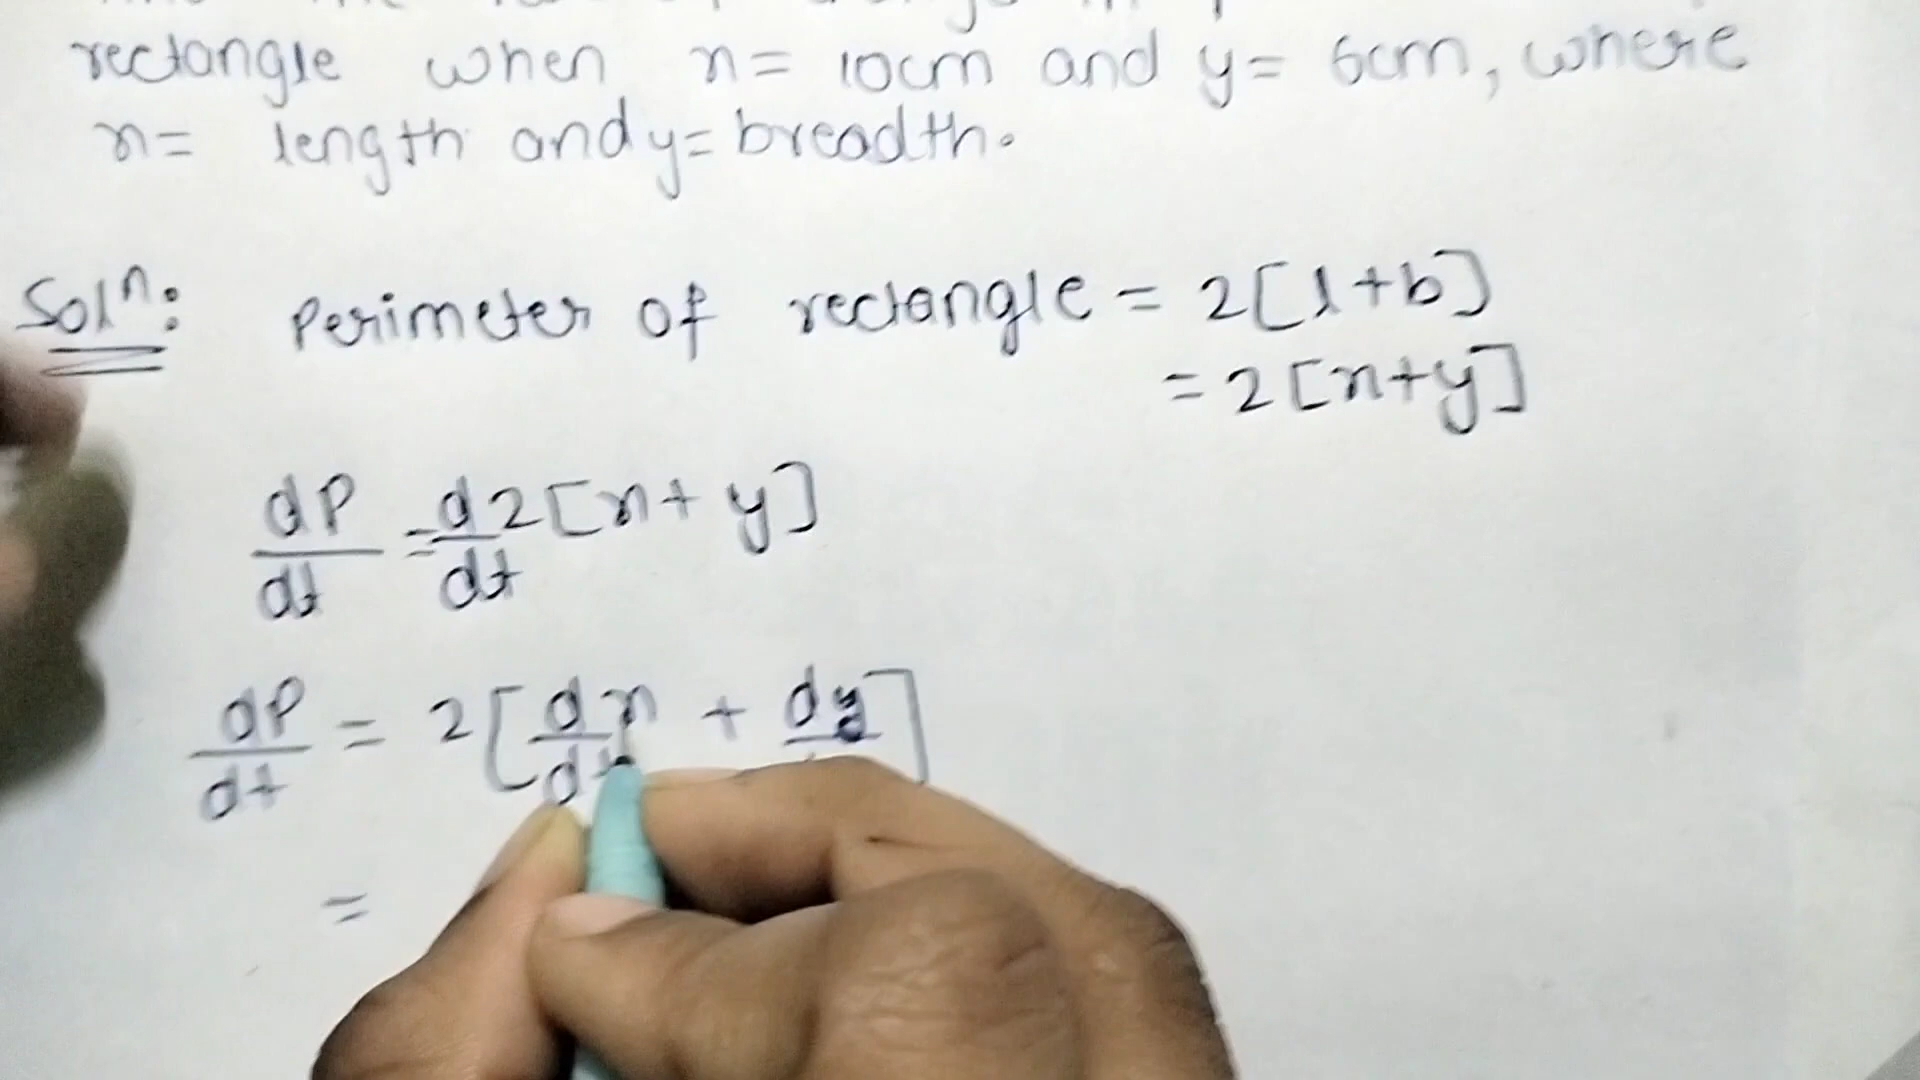 rectangle when x= 10cm and y= 6cm, where
x= length and y= breadth.
Solⁿ: Perimeter of rectangle = 2[l+b]
= 2[x+y]
dP/dt = d/dt 2[x+y]
dP/dt = 2[dx/dt + dy
=